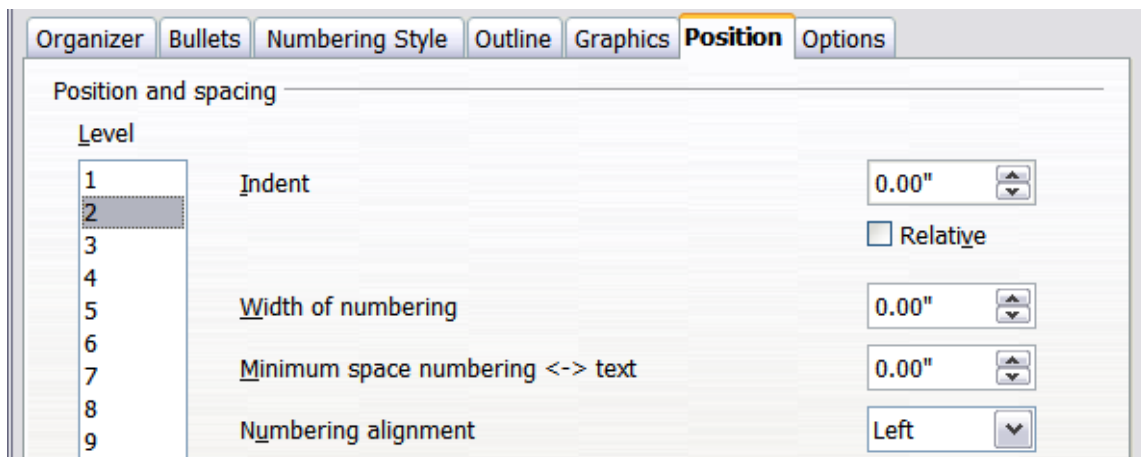 Organizer Bullets Numbering Style Outline Graphics Position Options
Position and spacing
Level
1 Indent 0.00"
2
3 Relative
4
5 Width of numbering 0.00"
6
7 Minimum space numbering <-> text 0.00"
8
9 Numbering alignment Left